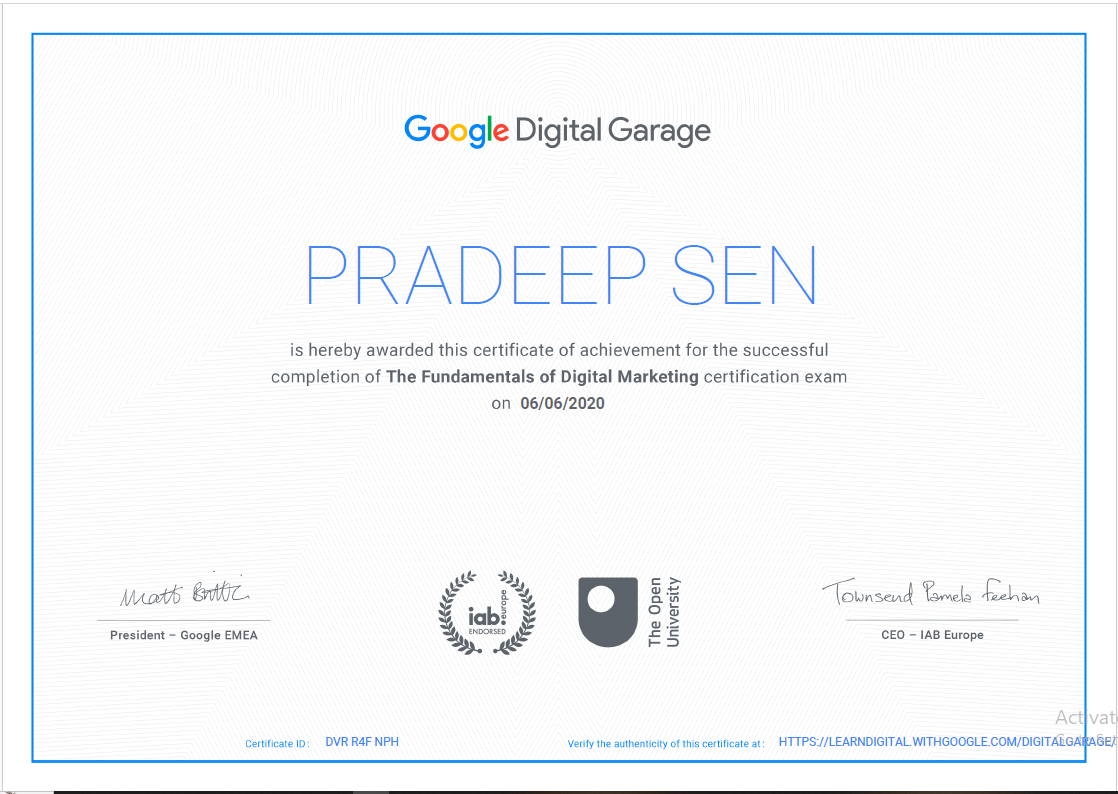 Google Digital Garage
PRADEEP SEN
is hereby awarded this certificate of achievement for the successful
completion of The Fundamentals of Digital Marketing certification exam
on 06/06/2020
Matt Brittin
President – Google EMEA
iab: europe
ENDORSED
The Open
University
Townsend Pamela Feehan
CEO – IAB Europe
Certificate ID: DVR R4F NPH
Verify the authenticity of this certificate at: HTTPS://LEARNDIGITAL.WITHGOOGLE.COM/DIGITALGARAGE/
Activat